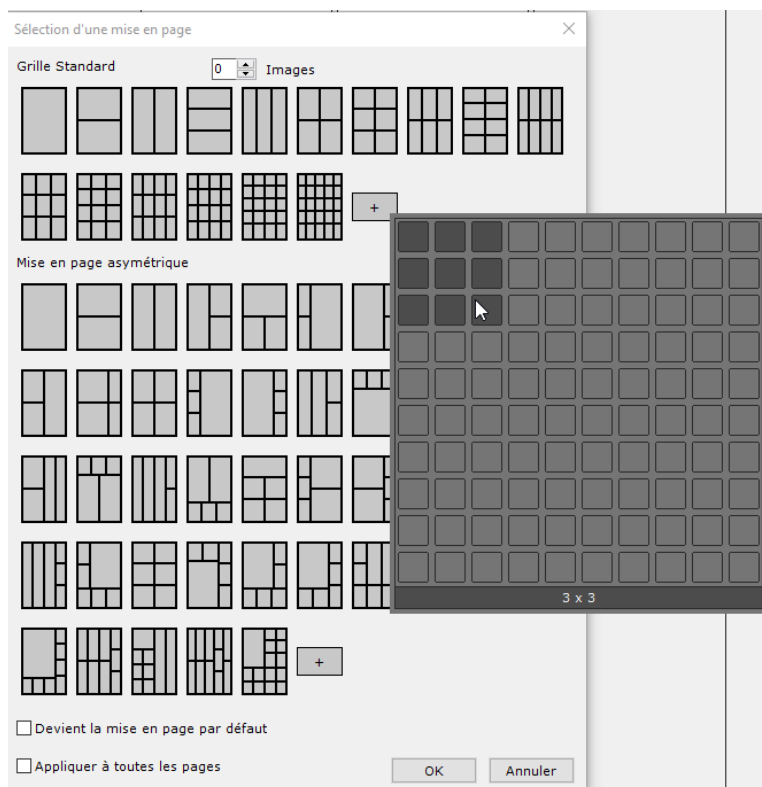 Sélection d'une mise en page
Grille Standard 0 Images
+
Mise en page asymétrique
3 x 3
+
Devient la mise en page par défaut
Appliquer à toutes les pages
OK Annuler